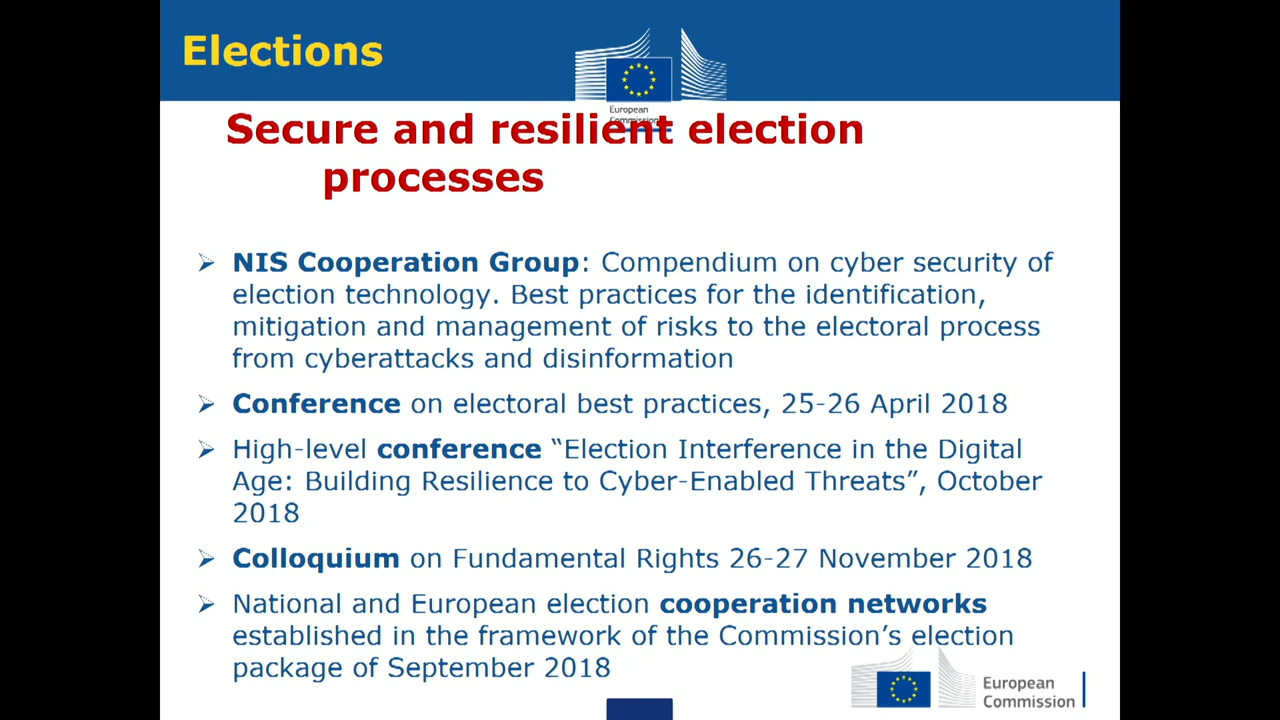 Elections
European
Commission
Secure and resilient election
processes
➢ NIS Cooperation Group: Compendium on cyber security of
election technology. Best practices for the identification,
mitigation and management of risks to the electoral process
from cyberattacks and disinformation
➢ Conference on electoral best practices, 25-26 April 2018
➢ High-level conference “Election Interference in the Digital
Age: Building Resilience to Cyber-Enabled Threats”, October
2018
➢ Colloquium on Fundamental Rights 26-27 November 2018
➢ National and European election cooperation networks
established in the framework of the Commission’s election
package of September 2018
European
Commission